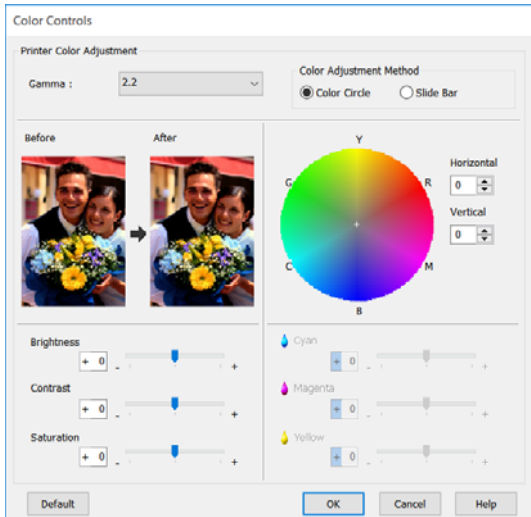 Color Controls
Printer Color Adjustment
Gamma :
2.2
Color Adjustment Method
Color Circle
Slide Bar
Before
After
Y
G
R
C
M
B
Horizontal
0
Vertical
0
Brightness
+ 0
- +
Contrast
+ 0
- +
Saturation
+ 0
- +
Cyan
+ 0
- +
Magenta
+ 0
- +
Yellow
+ 0
- +
Default
OK
Cancel
Help